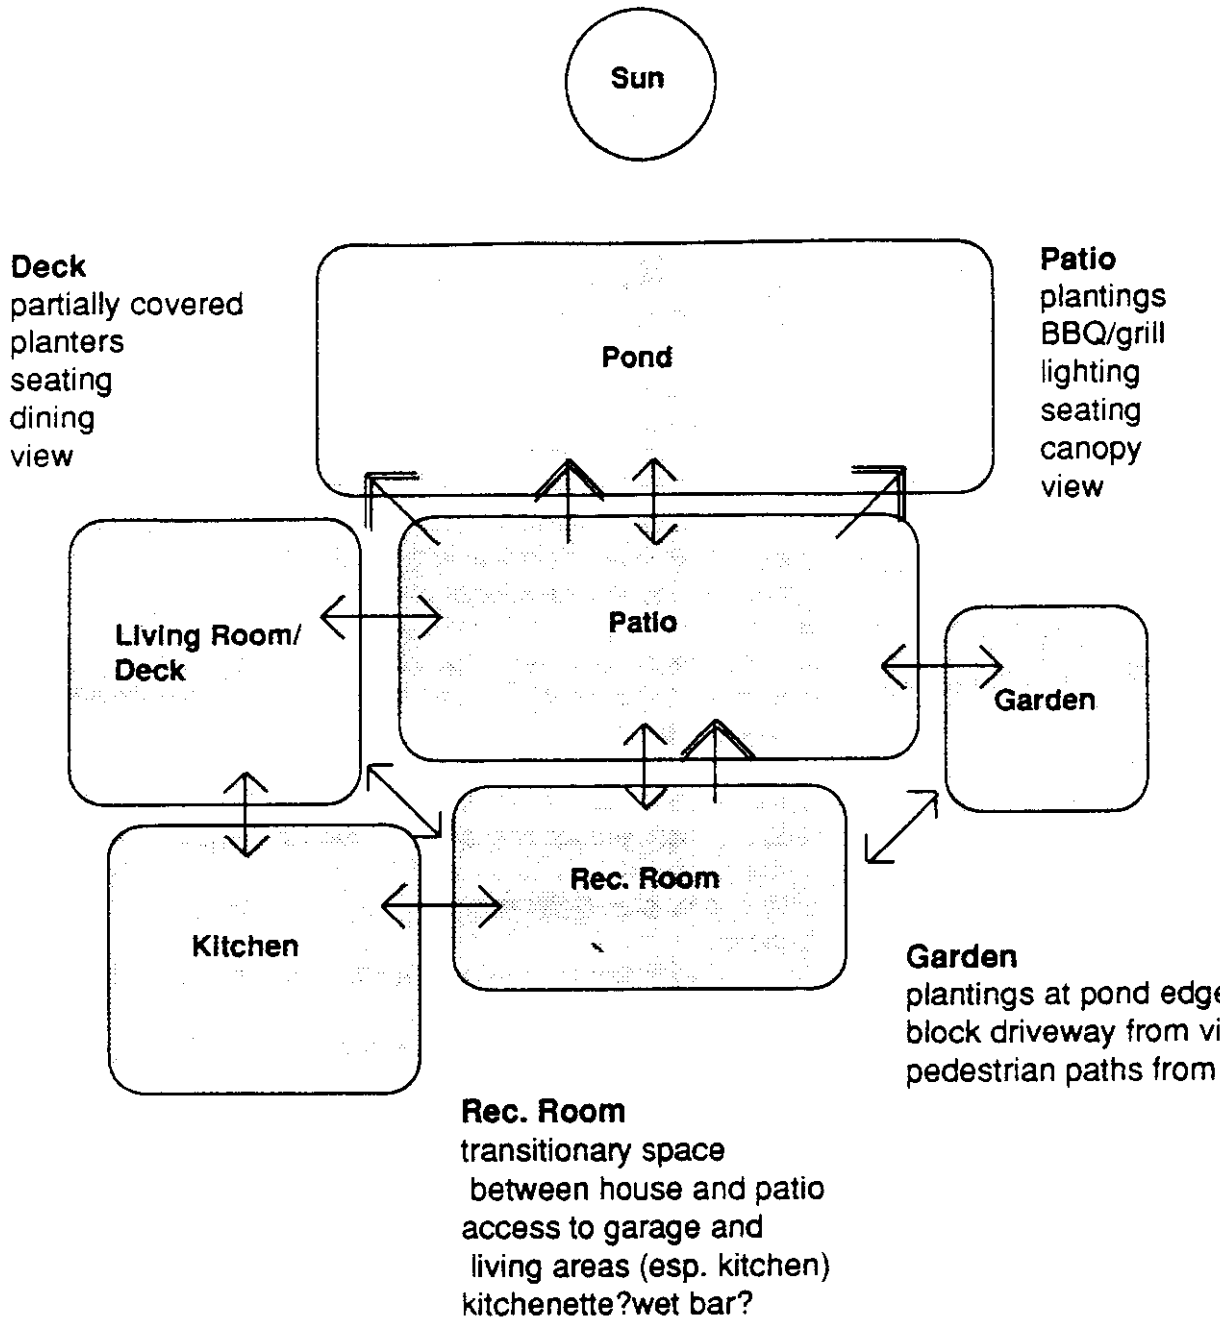 Sun
Deck
partially covered
planters
seating
dining
view
Pond
Patio
plantings
BBQ/grill
lighting
seating
canopy
view
Living Room/
Deck
Patio
Garden
Kitchen
Rec. Room
Garden
plantings at pond edge
block driveway from
pedestrian paths from
Rec. Room
transitionary space
between house and patio
access to garage and
living areas (esp. kitchen)
kitchenette?wet bar?